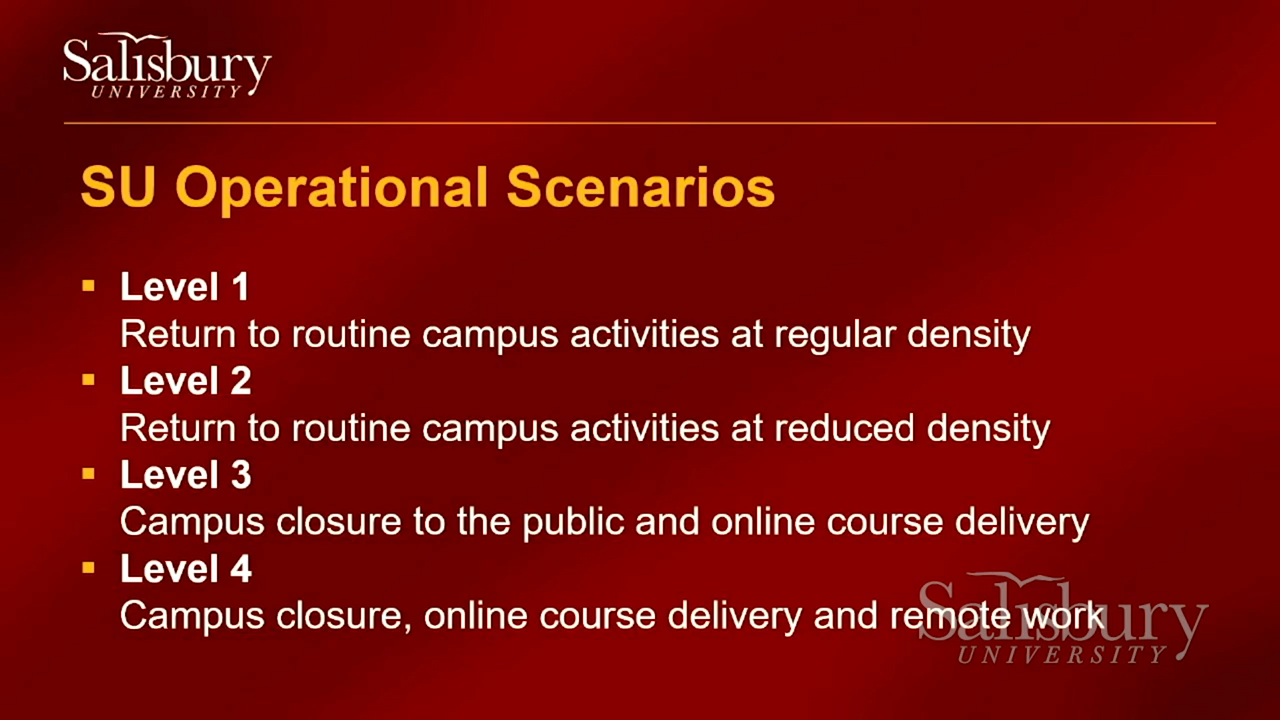 Salisbury
UNIVERSITY
SU Operational Scenarios
Level 1
Return to routine campus activities at regular density
Level 2
Return to routine campus activities at reduced density
Level 3
Campus closure to the public and online course delivery
Level 4
Campus closure, online course delivery and remote work
Salisbury
UNIVERSITY